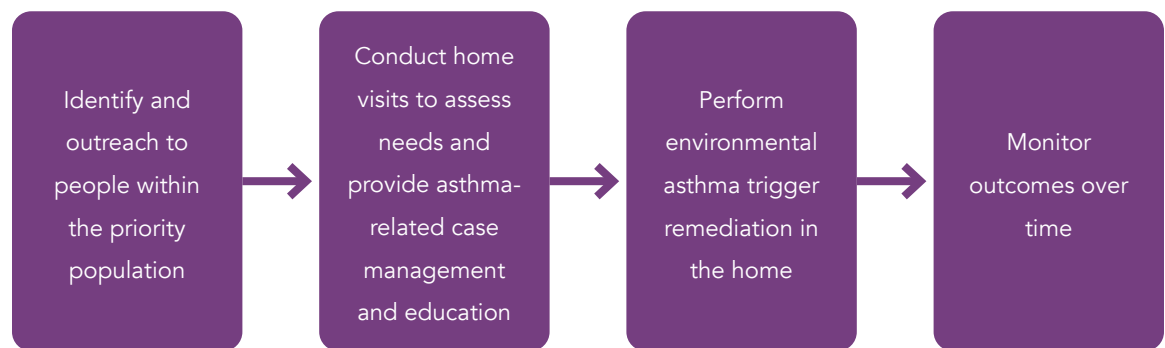 Identify and
outreach to
people within
the priority
population
Conduct home
visits to assess
needs and
provide asthma-
related case
management
and education
Perform
environmental
asthma trigger
remediation in
the home
Monitor
outcomes over
time